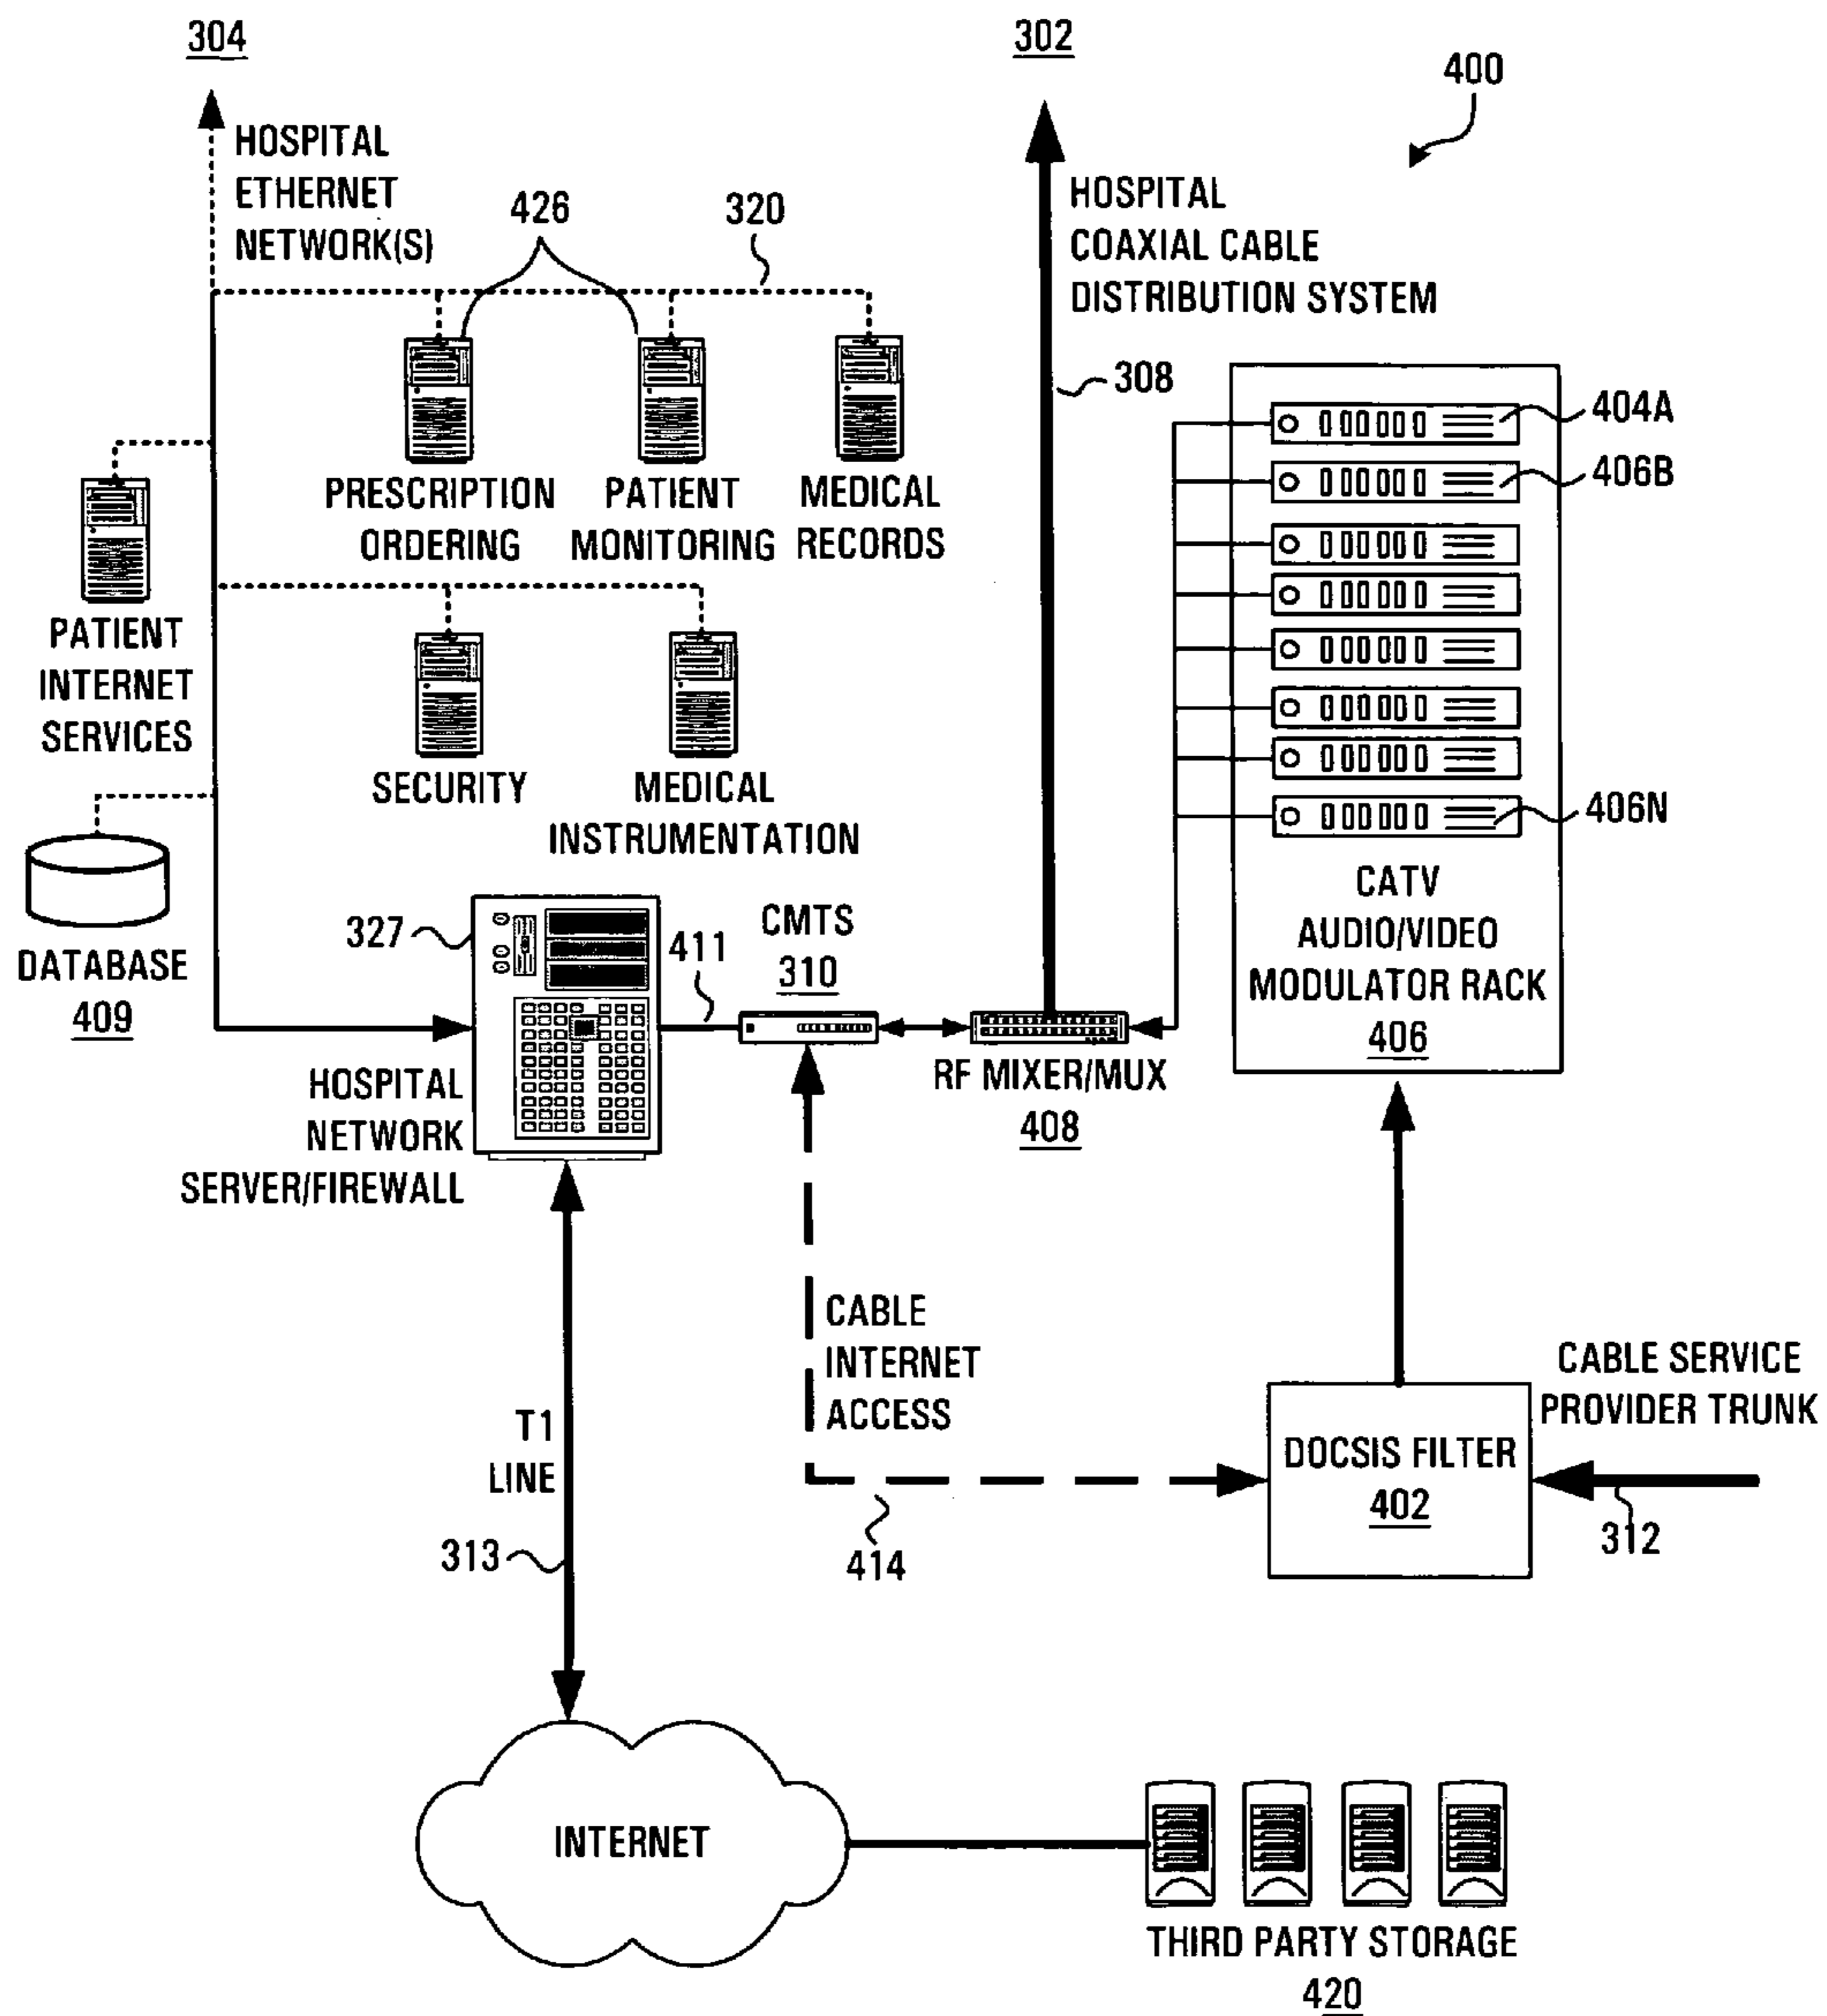 304
302
400
HOSPITAL
ETHERNET
NETWORK(S)
426
320
HOSPITAL
COAXIAL CABLE
DISTRIBUTION SYSTEM
308
404A
406B
PRESCRIPTION
ORDERING
PATIENT
MONITORING
MEDICAL
RECORDS
PATIENT
INTERNET
SERVICES
SECURITY
MEDICAL
INSTRUMENTATION
406N
CATV
AUDIO/VIDEO
MODULATOR RACK
406
DATABASE
409
327
411
CMTS
310
RF MIXER/MUX
408
HOSPITAL
NETWORK
SERVER/FIREWALL
CABLE
INTERNET
ACCESS
CABLE SERVICE
PROVIDER TRUNK
T1
LINE
DOCSIS FILTER
402
312
313
414
INTERNET
THIRD PARTY STORAGE
420